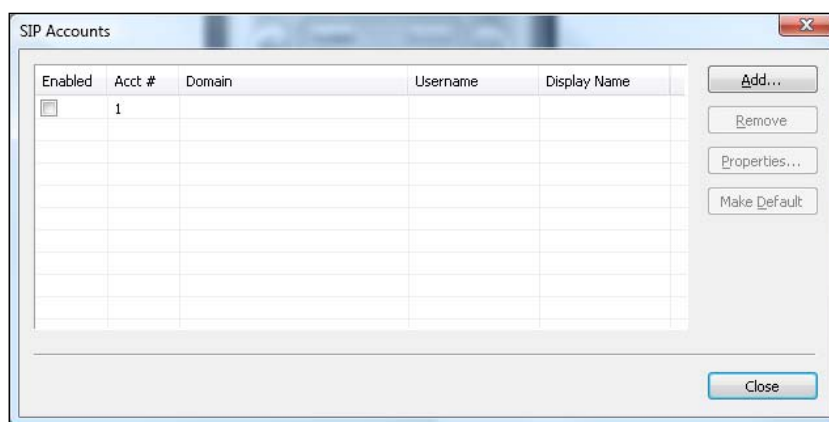 SIP Accounts
Enabled Acct # Domain Username Display Name
1
Add...
Remove
Properties...
Make Default
Close